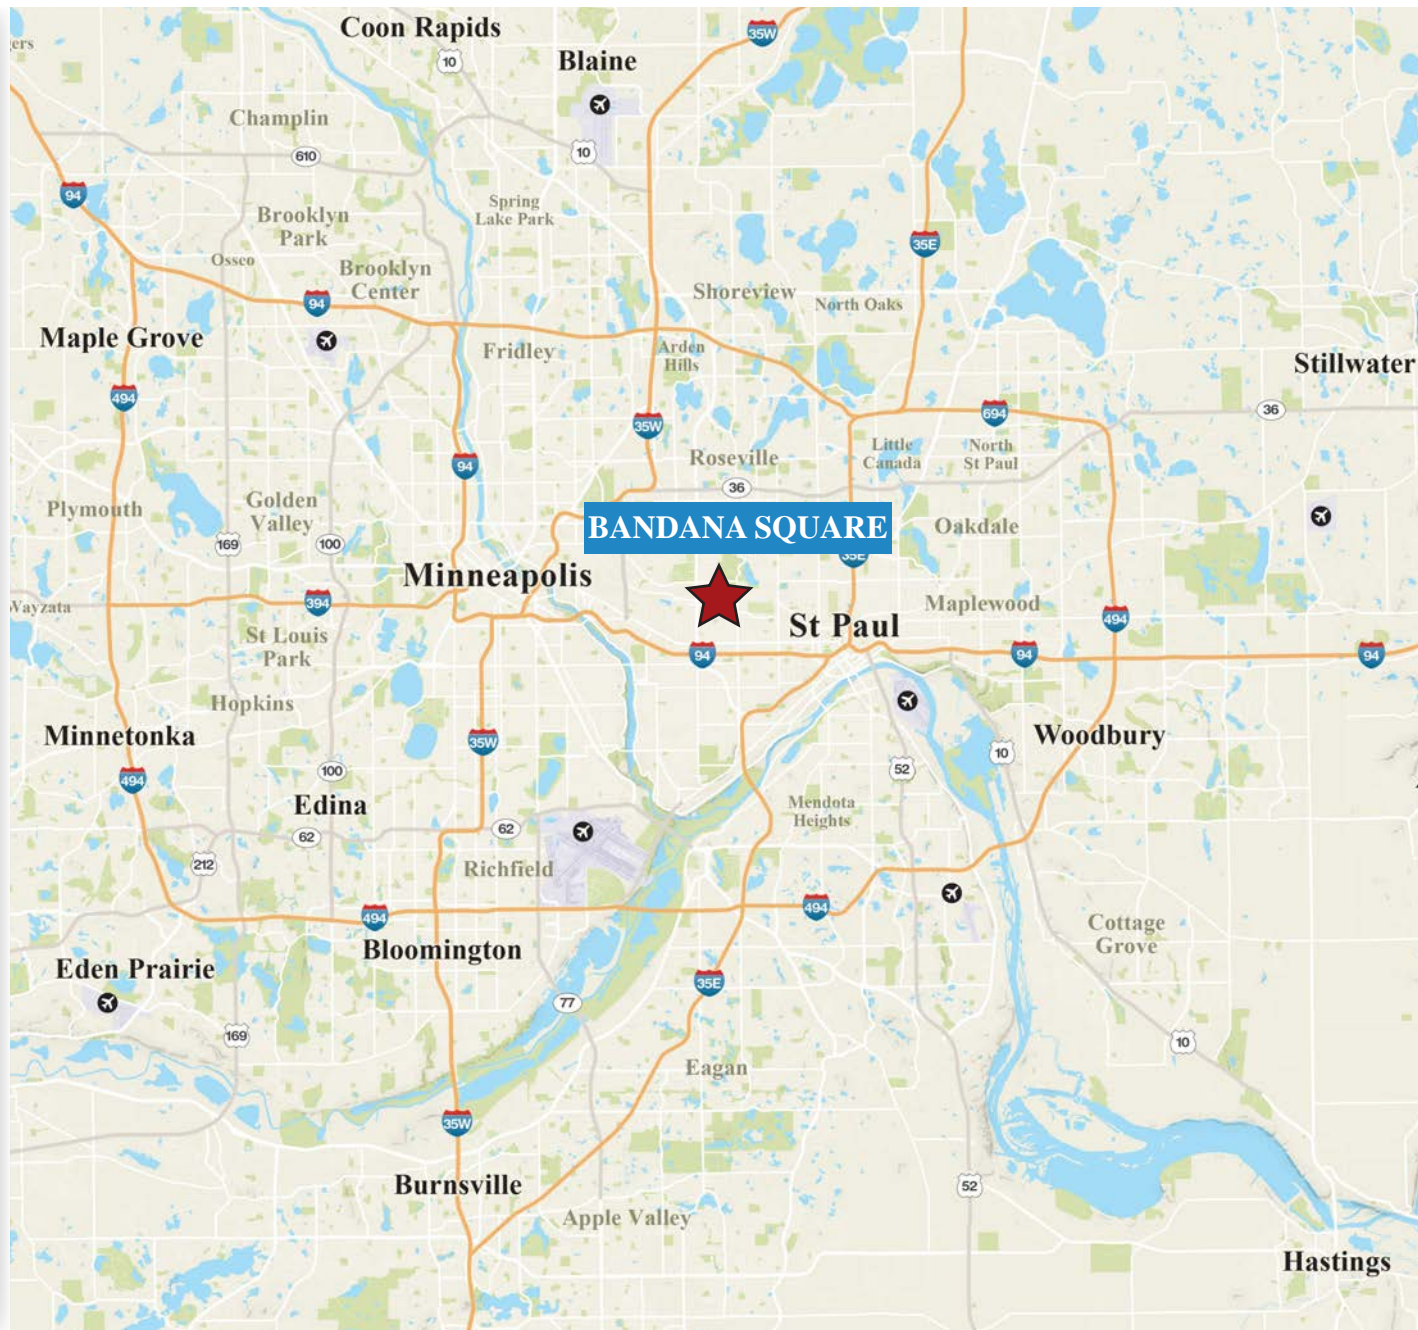 Coon Rapids
35W
gers
Blaine
10
Champlin
10
610
94
Spring
Lake Park
Brooklyn
Park
35E
Osseo
Brooklyn
Center
Shoreview
North Oaks
94
Maple Grove
Fridley
Arden
Hills
Stillwater
494
694
36
35W
Little
Canada
North
St Paul
94
Roseville
36
Plymouth
Golden
Valley
BANDANA SQUARE
Oakdale
169
100
35E
Minneapolis
Wayzata
394
Maplewood
494
St Paul
St Louis
Park
94
94
94
Hopkins
Minnetonka
35W
Woodbury
10
494
100
52
Edina
Mendota
Heights
62
62
212
Richfield
494
494
Cottage
Grove
Bloomington
Eden Prairie
35E
77
169
10
Eagan
35W
Burnsville
52
Apple Valley
Hastings